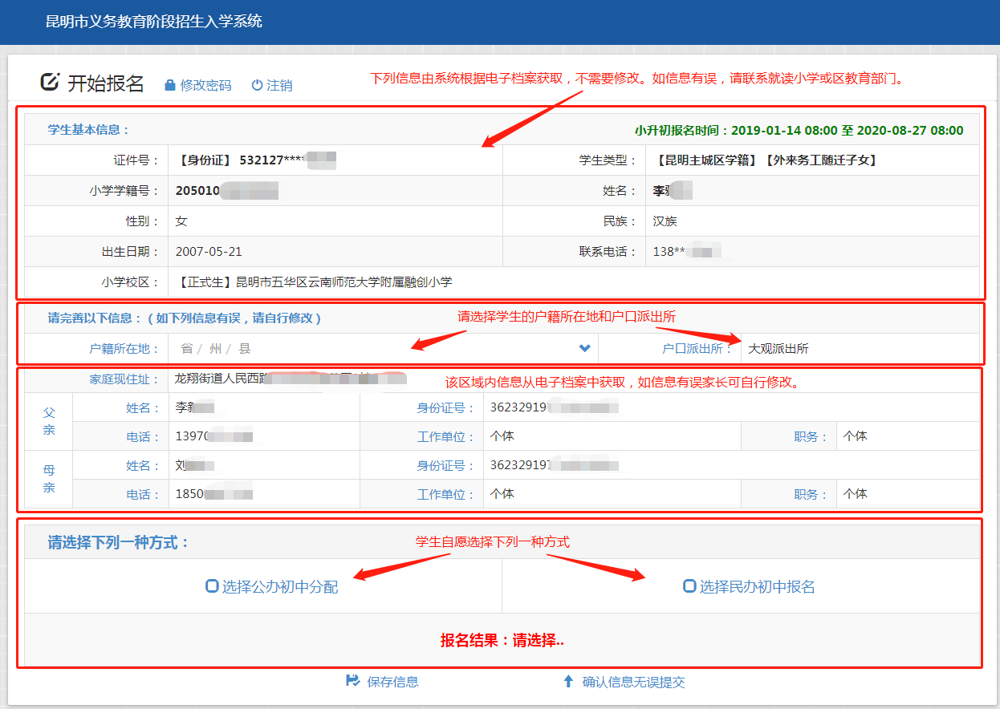 昆明市义务教育阶段招生入学系统
开始报名 修改密码 注销
下列信息由系统根据电子档案获取，不需要修改。如信息有误，请联系就读小学或区教育部门。
学生基本信息： 小升初报名时间：2019-01-14 08:00 至 2020-08-27 08:00
证件号： 【身份证】 532127**** 学生类型： 【昆明主城区学籍】【外来务工随迁子女】
小学学籍号： 205010 姓名： 李
性别： 女 民族： 汉族
出生日期： 2007-05-21 联系电话： 138**
小学校区： 【正式生】昆明市五华区云南师范大学附属融创小学
请完善以下信息：（如下列信息有误，请自行修改） 请选择学生的户籍所在地和户口派出所
户籍所在地： 省 / 州 / 县 户口派出所： 大观派出所
家庭现住址： 龙翔街道人民西路 该区域内信息从电子档案中获取，如信息有误家长可自行修改。
父亲 姓名： 李 身份证号： 36232919
电话： 13970 工作单位： 个体 职务： 个体
母亲 姓名： 刘 身份证号： 362329197
电话： 1850 工作单位： 个体 职务： 个体
请选择下列一种方式： 学生自愿选择下列一种方式
选择公办初中分配 选择民办初中报名
报名结果：请选择..
保存信息 确认信息无误提交